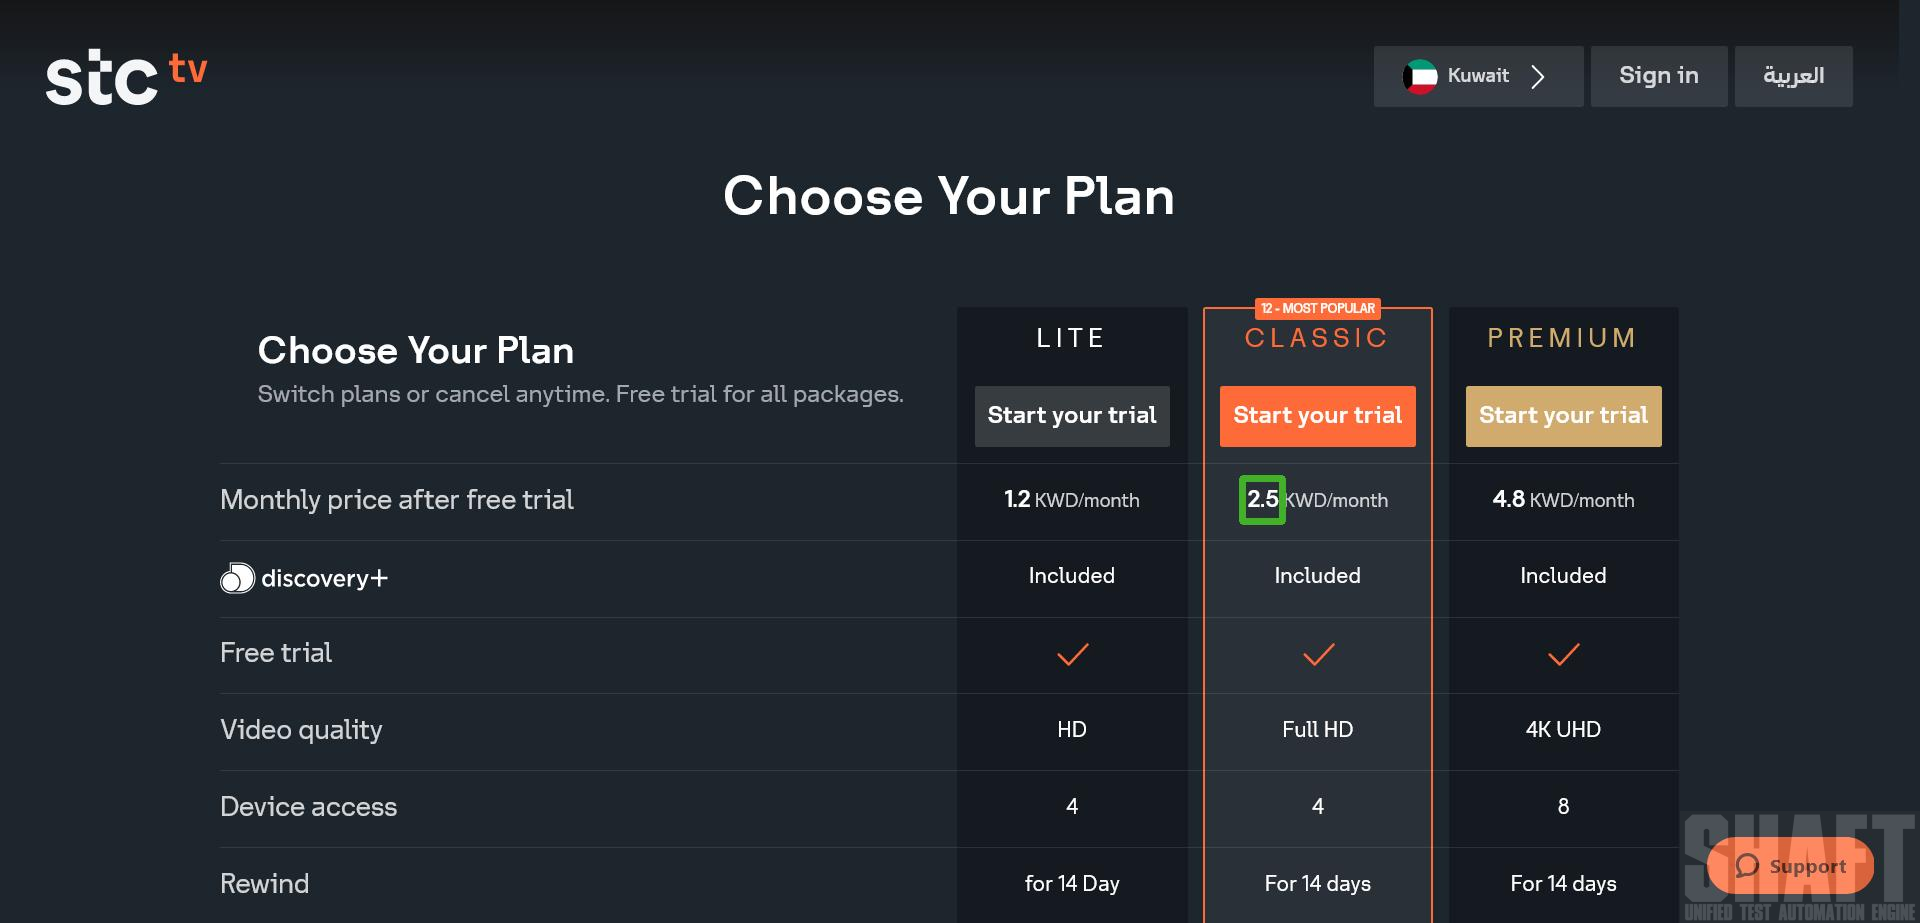 stc tv
Kuwait
Sign in
العربية
Choose Your Plan
Choose Your Plan
Switch plans or cancel anytime. Free trial for all packages.
LITE
Start your trial
12 - MOST POPULAR
CLASSIC
Start your trial
PREMIUM
Start your trial
Monthly price after free trial 1.2 KWD/month 2.5 KWD/month 4.8 KWD/month
discovery+ Included Included Included
Free trial
Video quality HD Full HD 4K UHD
Device access 4 4 8
Rewind for 14 Day For 14 days For 14 days
Support
SHAFT
UNIFIED TEST AUTOMATION ENGINE